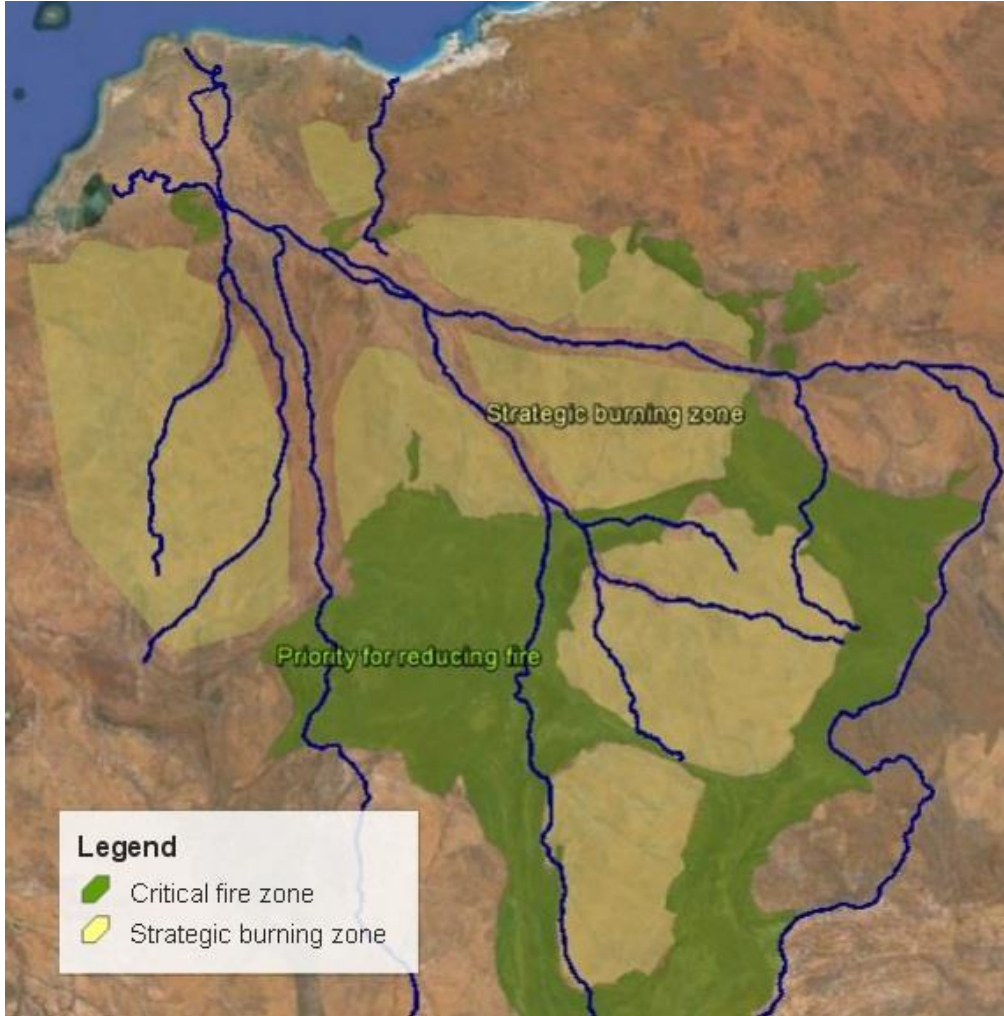 Strategic burning zone
Priority for reducing fire
Legend
Critical fire zone
Strategic burning zone